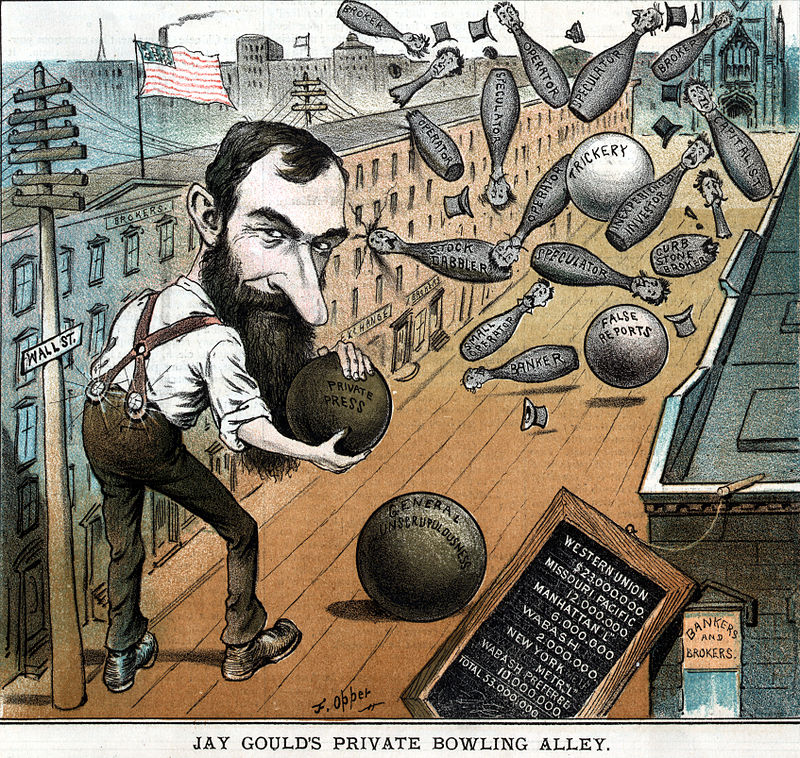 BROKER
OPERATOR
SPECULATOR
BROKER
SPECULATOR
OPERATOR
CAPITALIST
TRICKERY
OPERATOR
INEXPERIENCED
INVESTOR
BROKERS.
STOCK
DABBLER
SPECULATOR
CURB
STONE
BROKER
EXCHANGE
BROKERS
SMALL
OPERATOR
FALSE
REPORTS
WALL ST.
BANKER
PRIVATE
PRESS
GENERAL
UNSCRUPULOUSNESS
WESTERN UNION
$22,000,000.
MISSOURI PACIFIC
12,000,000.
MANHATTAN "L"
6,000,000
WABASH
2,000,000.
NEW YORK
METR. "L"
WABASH PREFERED
10,000,000.
TOTAL 53,000,000
BANKERS
AND
BROKERS.
F. Opper
JAY GOULD'S PRIVATE BOWLING ALLEY.